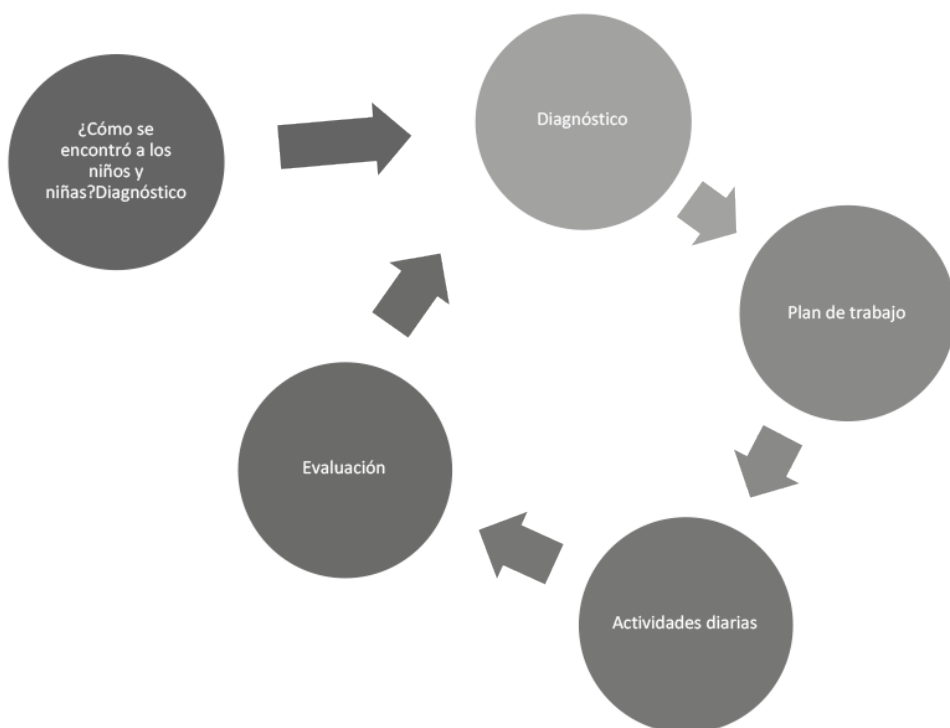 ¿Cómo se
encontró a los
niños y
niñas?Diagnóstico
Diagnóstico
Plan de trabajo
Actividades diarias
Evaluación